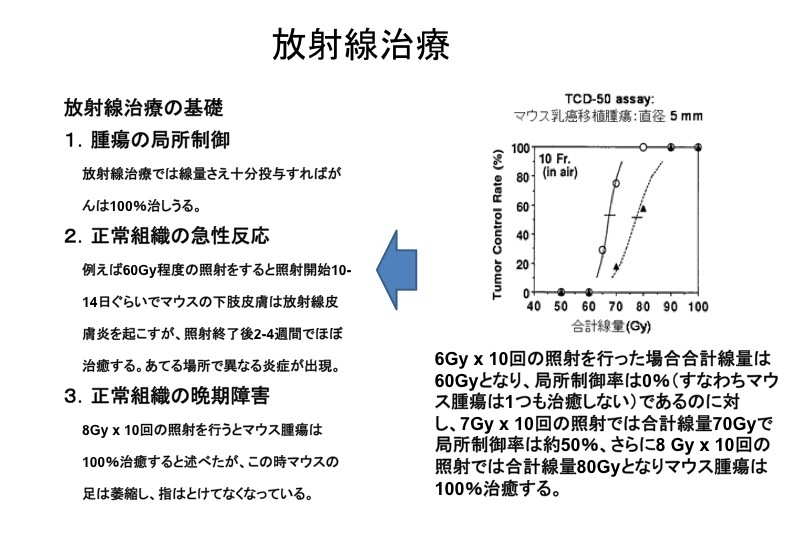 放射線治療
放射線治療の基礎
１．腫瘍の局所制御
放射線治療では線量さえ十分投与すればが
んは100%治しうる。
２．正常組織の急性反応
例えば60Gy程度の照射をすると照射開始10-
14日ぐらいでマウスの下肢皮膚は放射線皮
膚炎を起こすが、照射終了後2-4週間でほぼ
治癒する。あてる場所で異なる炎症が出現。
３．正常組織の晩期障害
8Gy x 10回の照射を行うとマウス腫瘍は
100%治癒すると述べたが、この時マウスの
足は萎縮し、指はとけてなくなっている。
TCD-50 assay:
マウス乳癌移植腫瘍：直径 5 mm
Tumor Control Rate (%)
100
80
60
40
20
0
10 Fr.
(in air)
40 50 60 70 80 90 100
合計線量(Gy)
6Gy x 10回の照射を行った場合合計線量は
60Gyとなり、局所制御率は0%（すなわちマウ
ス腫瘍は1つも治癒しない）であるのに対
し、7Gy x 10回の照射では合計線量70Gyで
局所制御率は約50%、さらに8 Gy x 10回の
照射では合計線量80Gyとなりマウス腫瘍は
100%治癒する。